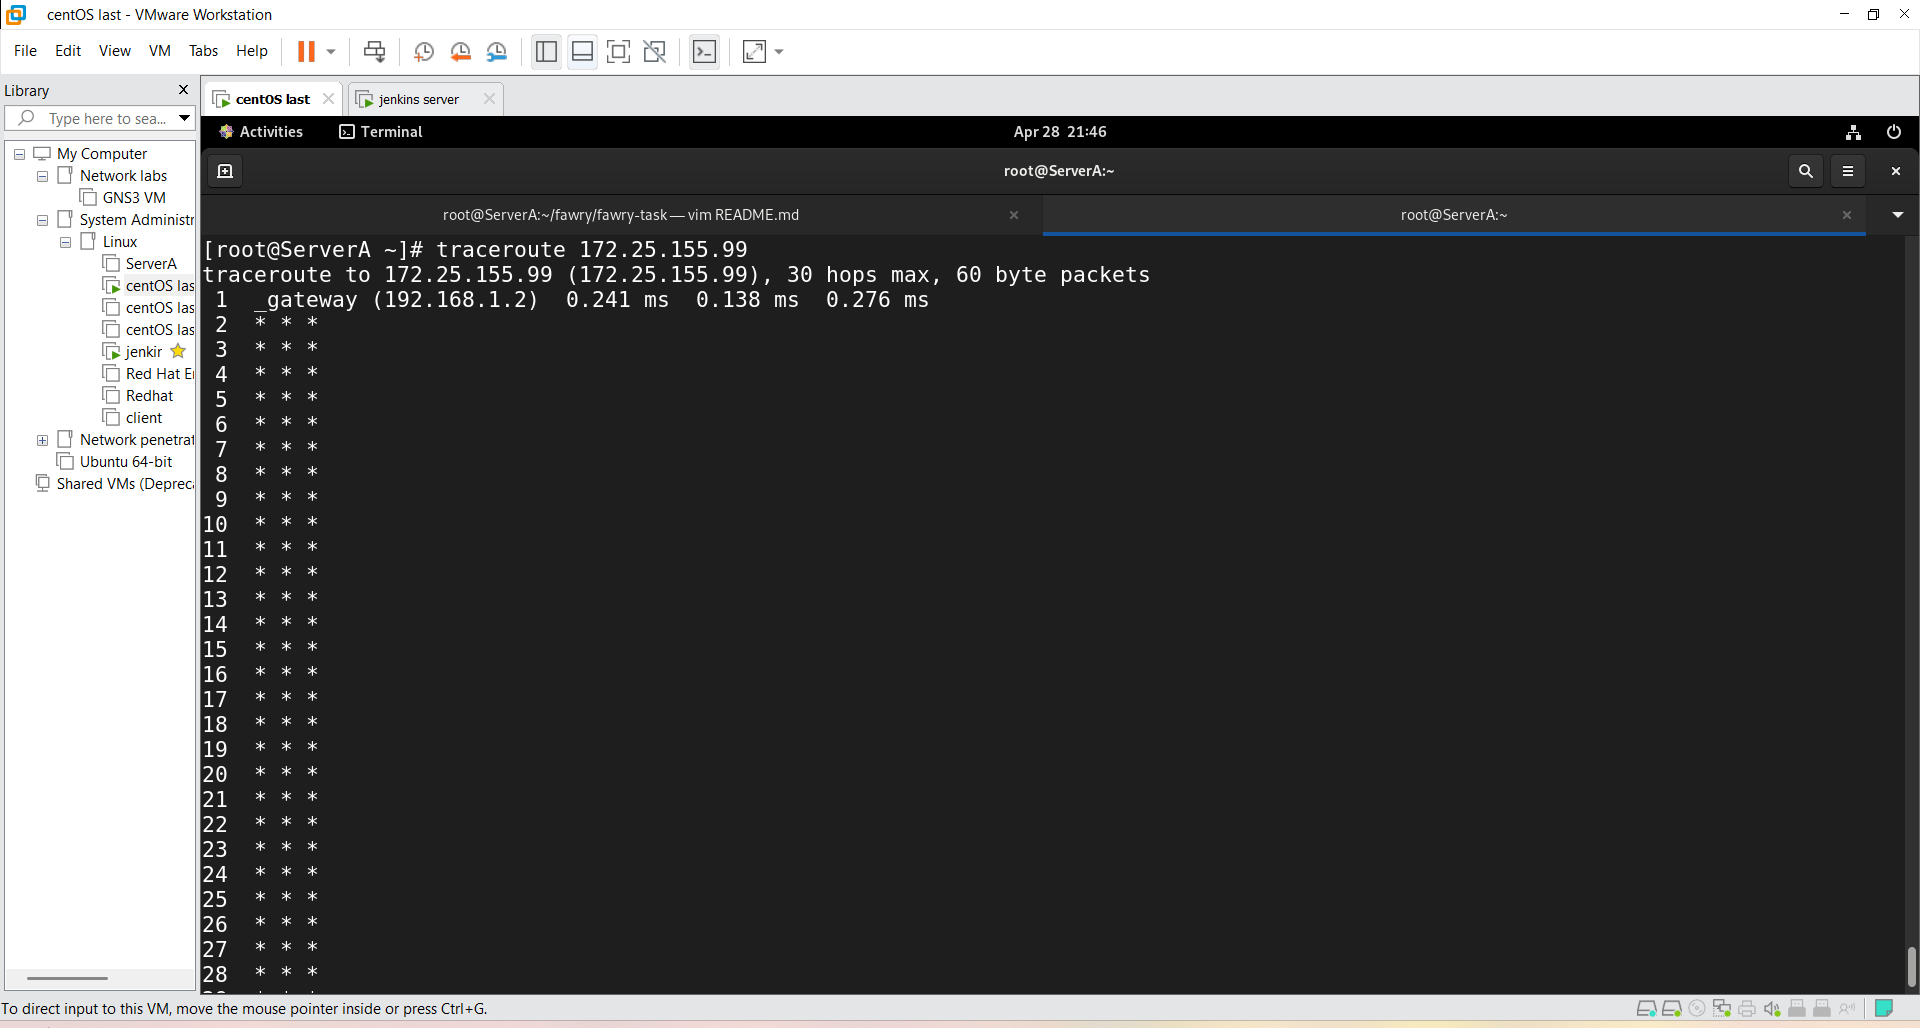 centOS last - VMware Workstation
File Edit View VM Tabs Help
Library
Type here to sea...
My Computer
Network labs
GNS3 VM
System Administr
Linux
ServerA
centOS las
centOS las
centOS las
jenkir
Red Hat E
Redhat
client
Network penetrat
Ubuntu 64-bit
Shared VMs (Depreca
centOS last
jenkins server
Activities Terminal Apr 28 21:46
root@ServerA:~
root@ServerA:~/fawry/fawry-task — vim README.md
root@ServerA:~
[root@ServerA ~]# traceroute 172.25.155.99
traceroute to 172.25.155.99 (172.25.155.99), 30 hops max, 60 byte packets
1 _gateway (192.168.1.2) 0.241 ms 0.138 ms 0.276 ms
2 * * *
3 * * *
4 * * *
5 * * *
6 * * *
7 * * *
8 * * *
9 * * *
10 * * *
11 * * *
12 * * *
13 * * *
14 * * *
15 * * *
16 * * *
17 * * *
18 * * *
19 * * *
20 * * *
21 * * *
22 * * *
23 * * *
24 * * *
25 * * *
26 * * *
27 * * *
28 * * *
To direct input to this VM, move the mouse pointer inside or press Ctrl+G.